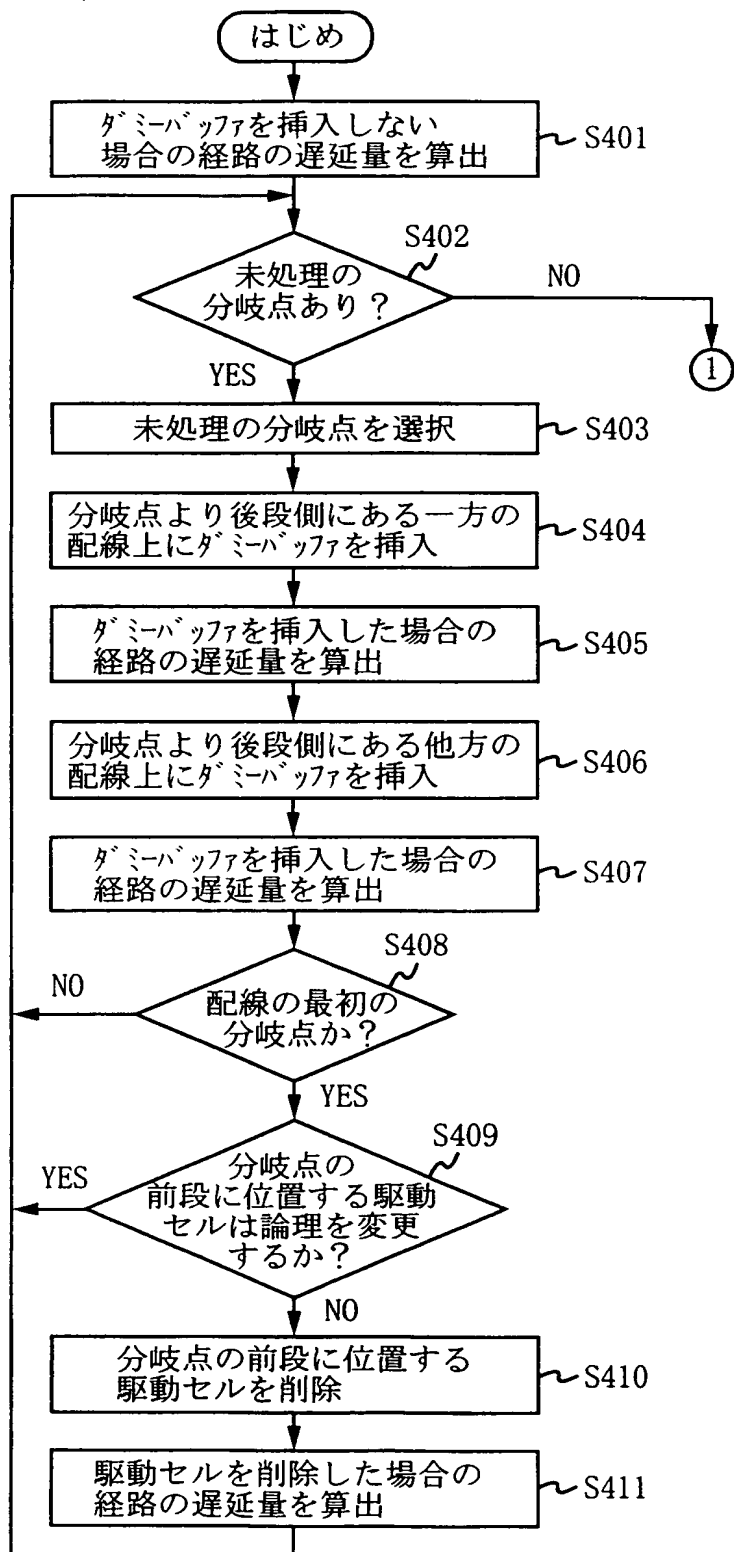 はじめ
ダミーバッファを挿入しない
場合の経路の遅延量を算出
S401
S402
未処理の
分岐点あり?
NO
YES
1
未処理の分岐点を選択
S403
分岐点より後段側にある一方の
配線上にダミーバッファを挿入
S404
ダミーバッファを挿入した場合の
経路の遅延量を算出
S405
分岐点より後段側にある他方の
配線上にダミーバッファを挿入
S406
ダミーバッファを挿入した場合の
経路の遅延量を算出
S407
S408
NO
配線の最初の
分岐点か?
YES
S409
YES
分岐点の
前段に位置する駆動
セルは論理を変更
するか?
NO
分岐点の前段に位置する
駆動セルを削除
S410
駆動セルを削除した場合の
経路の遅延量を算出
S411